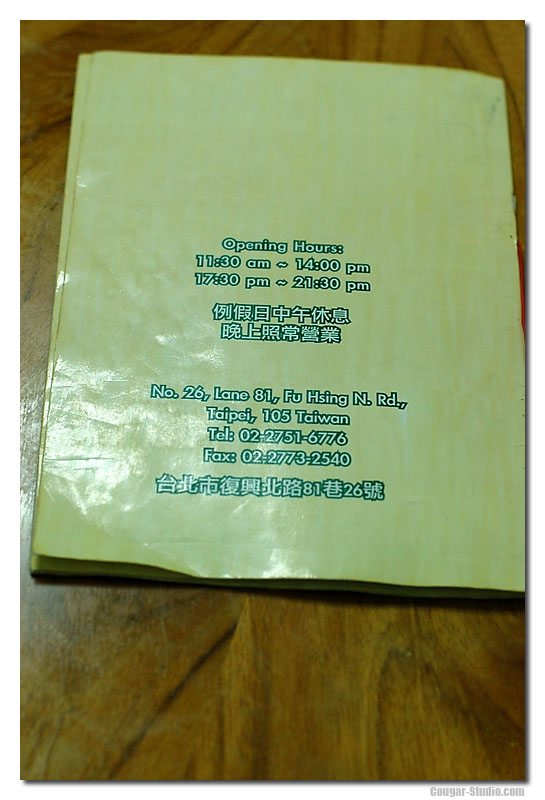 Opening Hours:
11:30 am ~ 14:00 pm
17:30 pm ~ 21:30 pm
例假日中午休息
晚上照常營業
No. 26, Lane 81, Fu Hsing N. Rd.,
Taipei, 105 Taiwan
Tel: 02-2751-6776
Fax: 02-2773-2540
台北市復興北路81巷26號
Cougar-Studio.com